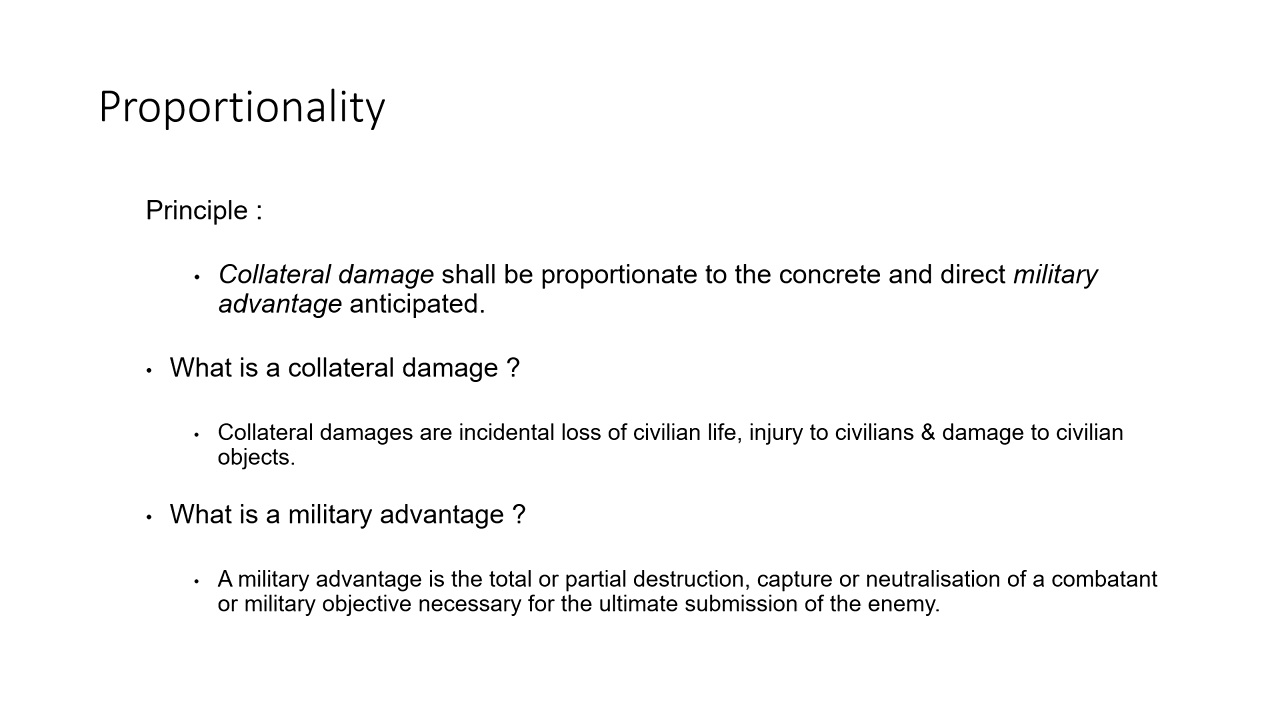 Proportionality
Principle :
• Collateral damage shall be proportionate to the concrete and direct military
advantage anticipated.
• What is a collateral damage ?
• Collateral damages are incidental loss of civilian life, injury to civilians & damage to civilian
objects.
• What is a military advantage ?
• A military advantage is the total or partial destruction, capture or neutralisation of a combatant
or military objective necessary for the ultimate submission of the enemy.